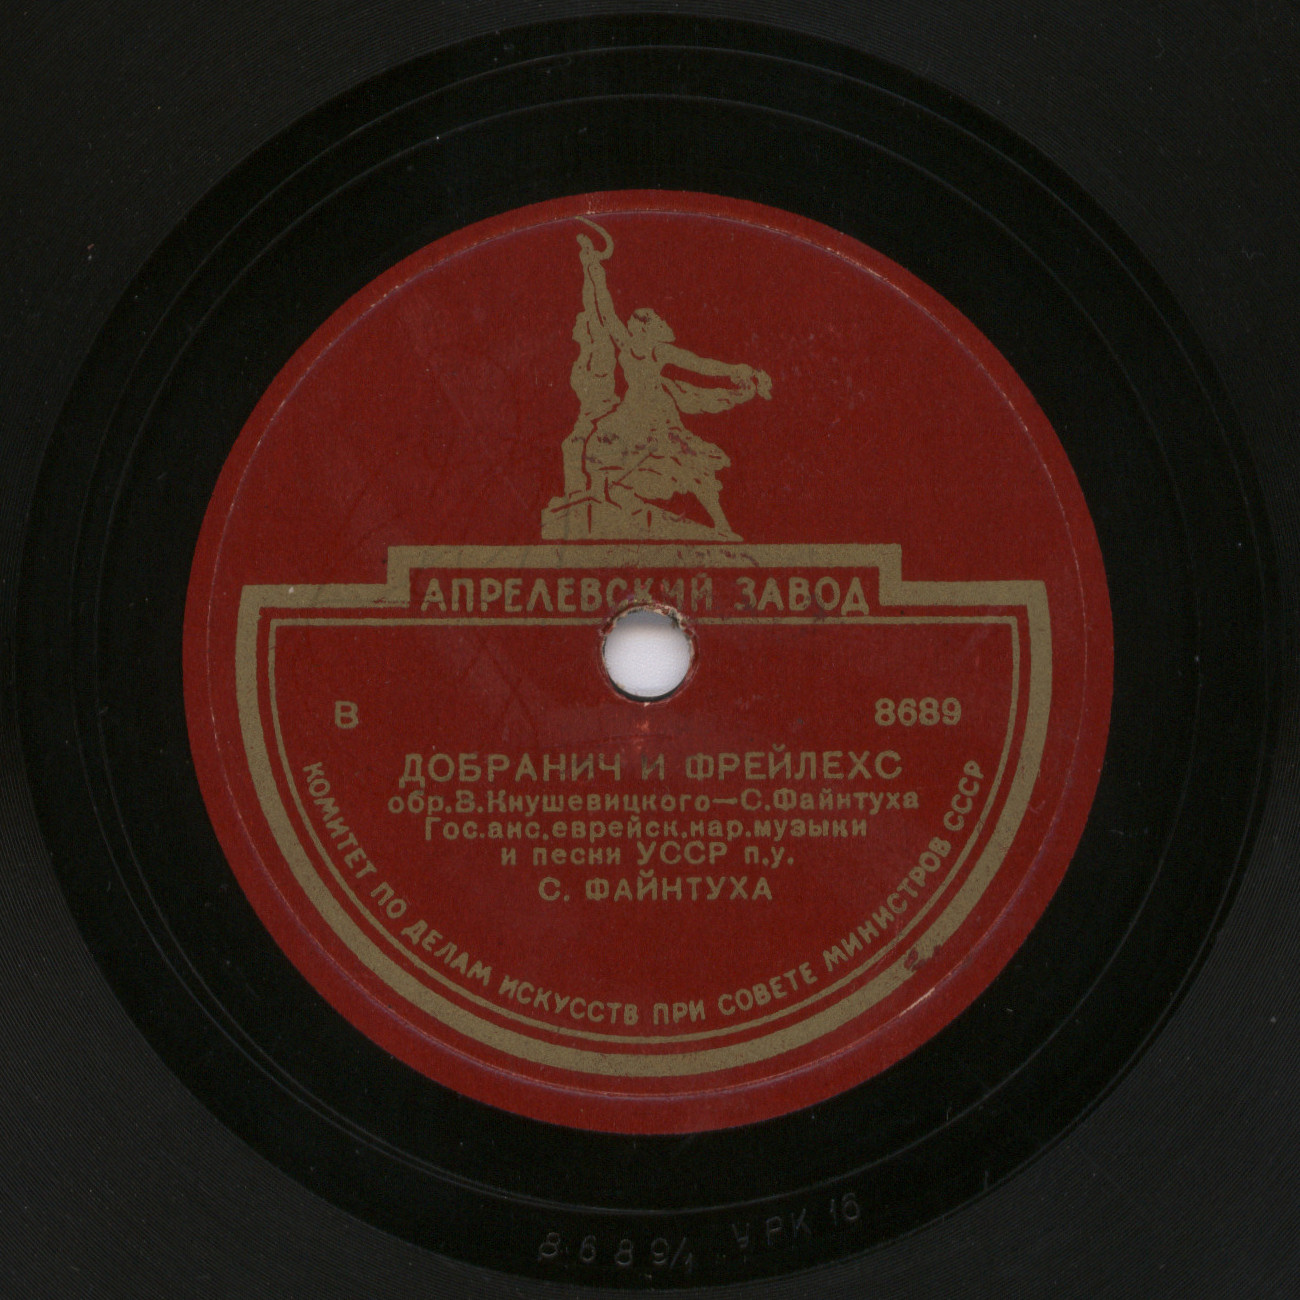 АПРЕЛЕВСКИЙ ЗАВОД
В 8689
ДОБРАНИЧ И ФРЕЙЛЕХС
обр.В.Кнушевицкого—С.Файнтуха
Гос.анс.еврейск.нар.музыки
и песни УССР п.у.
С. ФАЙНТУХА
КОМИТЕТ ПО ДЕЛАМ ИСКУССТВ ПРИ СОВЕТЕ МИНИСТРОВ СССР
8689/